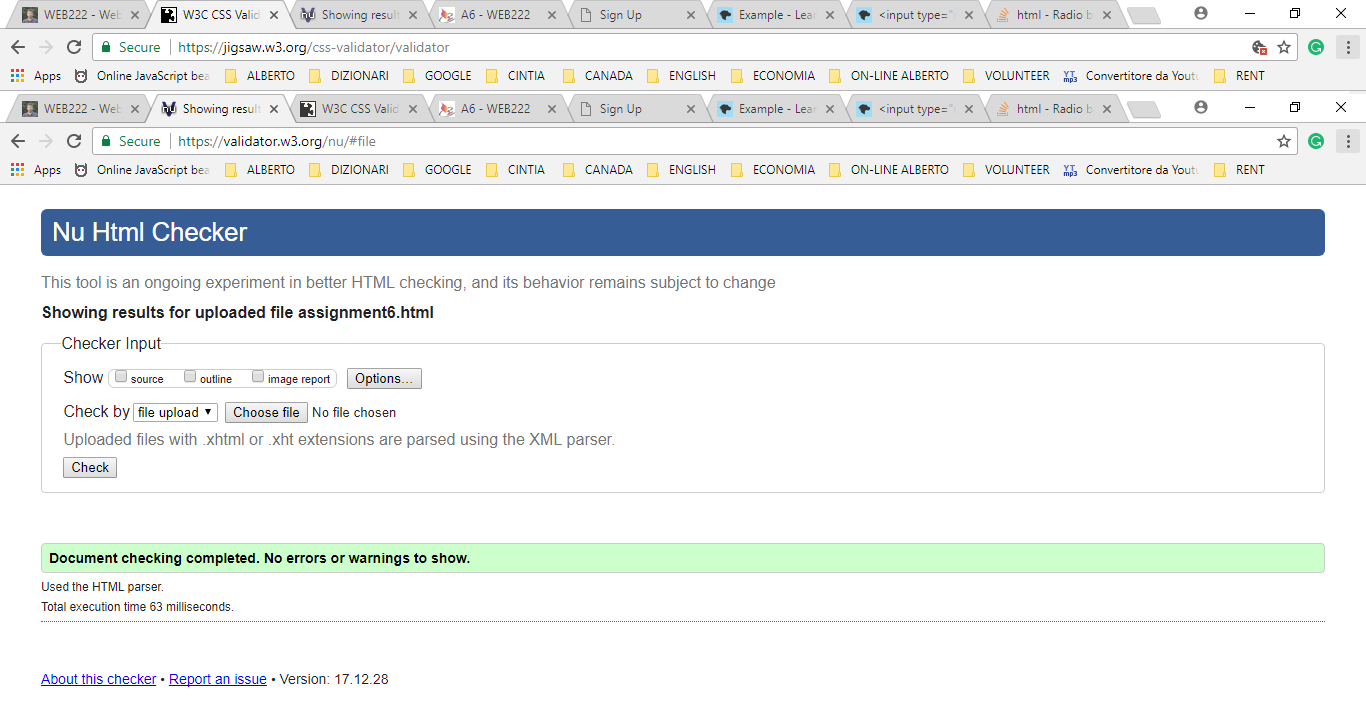 WEB222 - Web W3C CSS Valid Showing result A6 - WEB222 Sign Up Example - Lear <input type=" html - Radio b
Secure https://jigsaw.w3.org/css-validator/validator
Apps Online JavaScript bea ALBERTO DIZIONARI GOOGLE CINTIA CANADA ENGLISH ECONOMIA ON-LINE ALBERTO VOLUNTEER YT mp3 Convertitore da Youtu RENT
WEB222 - Web Showing result W3C CSS Valid A6 - WEB222 Sign Up Example - Lear <input type=" html - Radio b
Secure https://validator.w3.org/nu/#file
Apps Online JavaScript bea ALBERTO DIZIONARI GOOGLE CINTIA CANADA ENGLISH ECONOMIA ON-LINE ALBERTO VOLUNTEER YT mp3 Convertitore da Youtu RENT
Nu Html Checker
This tool is an ongoing experiment in better HTML checking, and its behavior remains subject to change
Showing results for uploaded file assignment6.html
Checker Input
Show source outline image report Options...
Check by file upload Choose file No file chosen
Uploaded files with .xhtml or .xht extensions are parsed using the XML parser.
Check
Document checking completed. No errors or warnings to show.
Used the HTML parser.
Total execution time 63 milliseconds.
About this checker • Report an issue • Version: 17.12.28